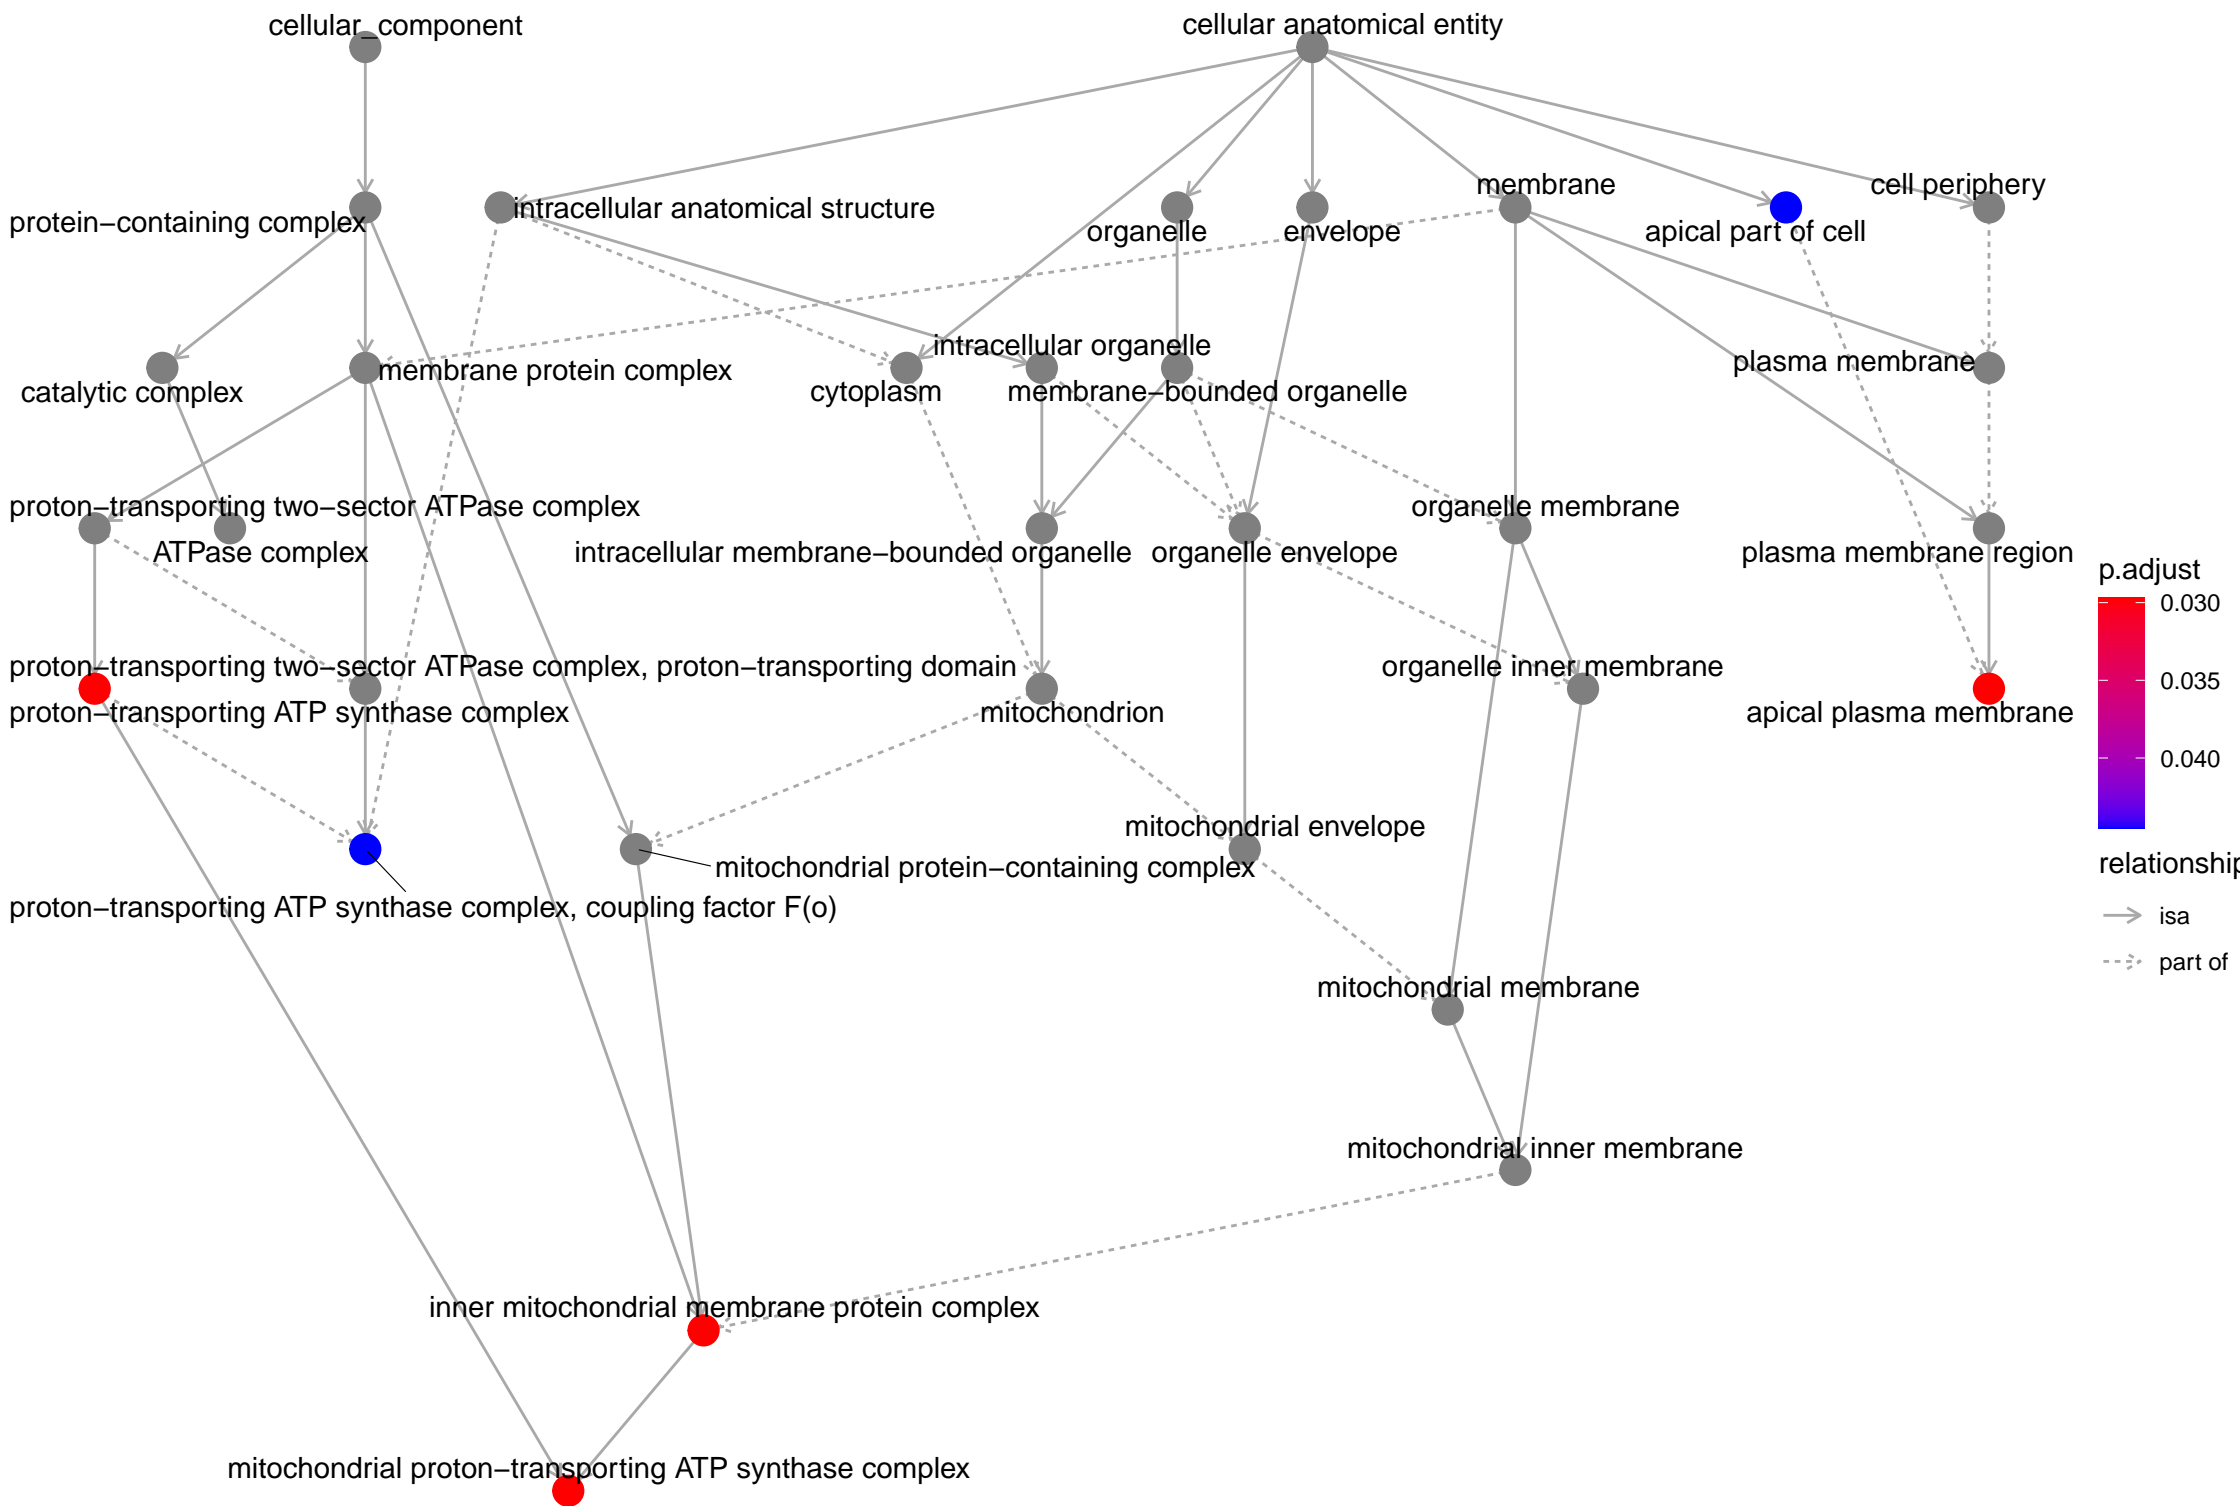 cellular_component
cellular anatomical entity
protein−containing complex
intracellular anatomical structure
organelle
envelope
membrane
apical part of cell
cell periphery
catalytic complex
membrane protein complex
cytoplasm
intracellular organelle
membrane−bounded organelle
plasma membrane
proton−transporting two−sector ATPase complex
ATPase complex
intracellular membrane−bounded organelle
organelle envelope
organelle membrane
plasma membrane region
proton−transporting two−sector ATPase complex, proton−transporting domain
proton−transporting ATP synthase complex
mitochondrion
organelle inner membrane
apical plasma membrane
proton−transporting ATP synthase complex, coupling factor F(o)
mitochondrial protein−containing complex
mitochondrial envelope
mitochondrial membrane
mitochondrial inner membrane
inner mitochondrial membrane protein complex
mitochondrial proton−transporting ATP synthase complex
p.adjust
0.030
0.035
0.040
relationship
isa
part of